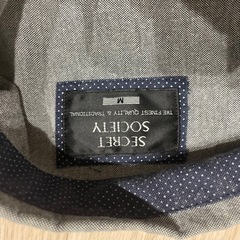 SECRET
SOCIETY
THE FINEST QUALITY & TRADITIONAL
M